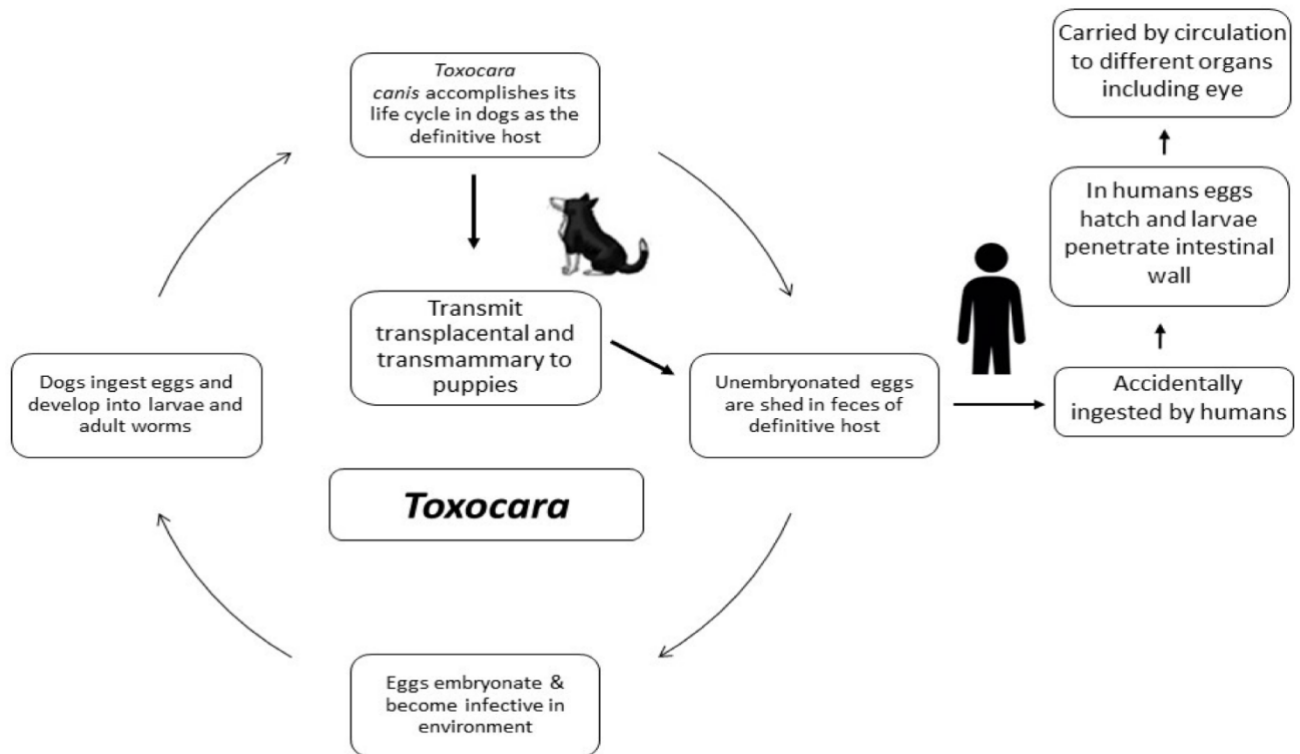 Toxocara
canis accomplishes its
life cycle in dogs as the
definitive host
Transmit
transplacental and
transmammary to
puppies
Unembryonated eggs
are shed in feces of
definitive host
Eggs embryonate &
become infective in
environment
Dogs ingest eggs and
develop into larvae and
adult worms
Toxocara
Accidentally
ingested by humans
In humans eggs
hatch and larvae
penetrate intestinal
wall
Carried by circulation
to different organs
including eye